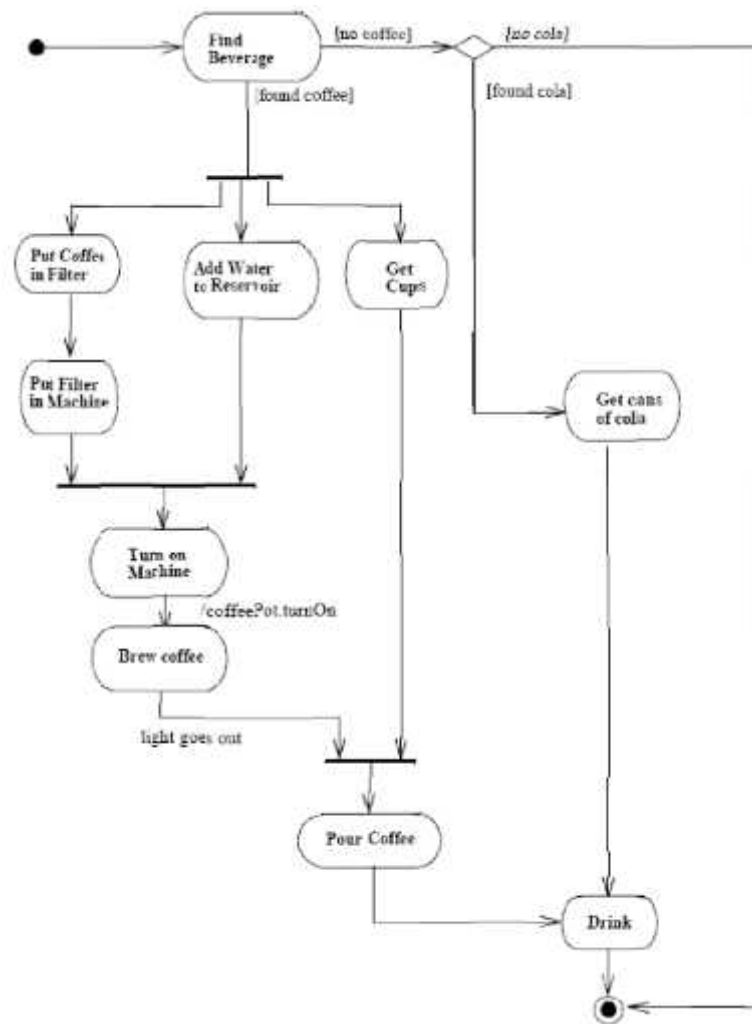 Find
Beverage
[no coffee]
[no cola]
[found coffee]
[found cola]
Put Coffee
in Filter
Add Water
to Reservoir
Get
Cups
Put Filter
in Machine
Get cans
of cola
Turn on
Machine
/coffeePot.turnOn
Brew coffee
light goes out
Pour Coffee
Drink